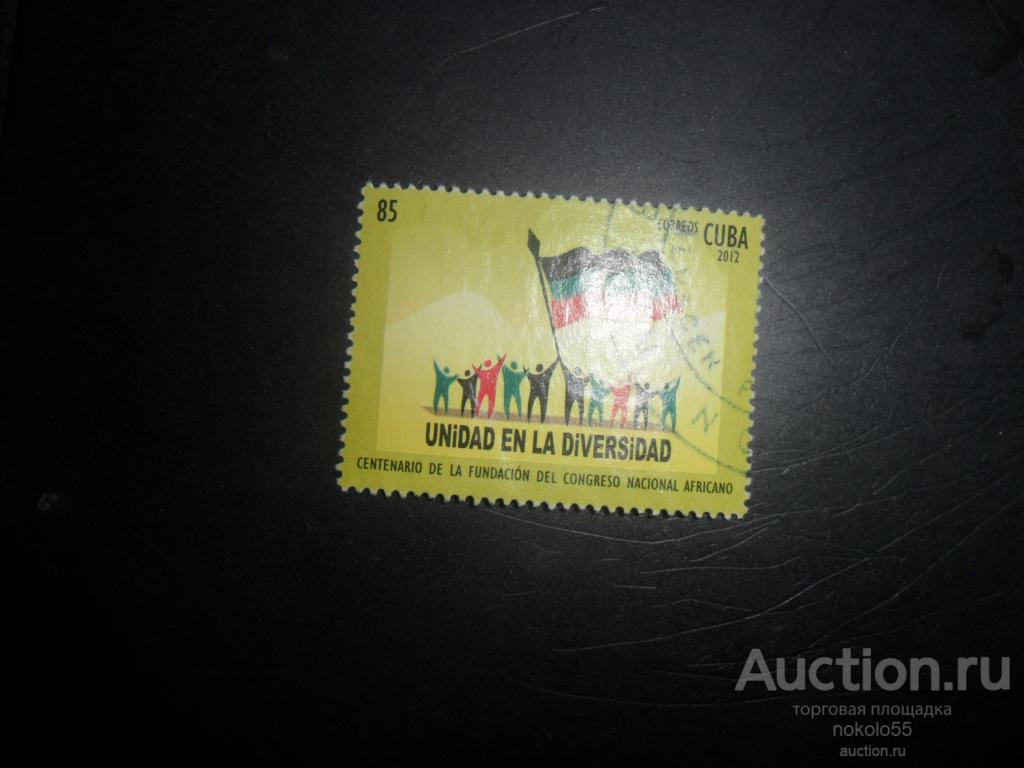 85
CORREOS CUBA
2012
UNiDAD EN LA DiVERSiDAD
CENTENARIO DE LA FUNDACIÓN DEL CONGRESO NACIONAL AFRICANO
Auction.ru
торговая площадка
nokolo55
auction.ru